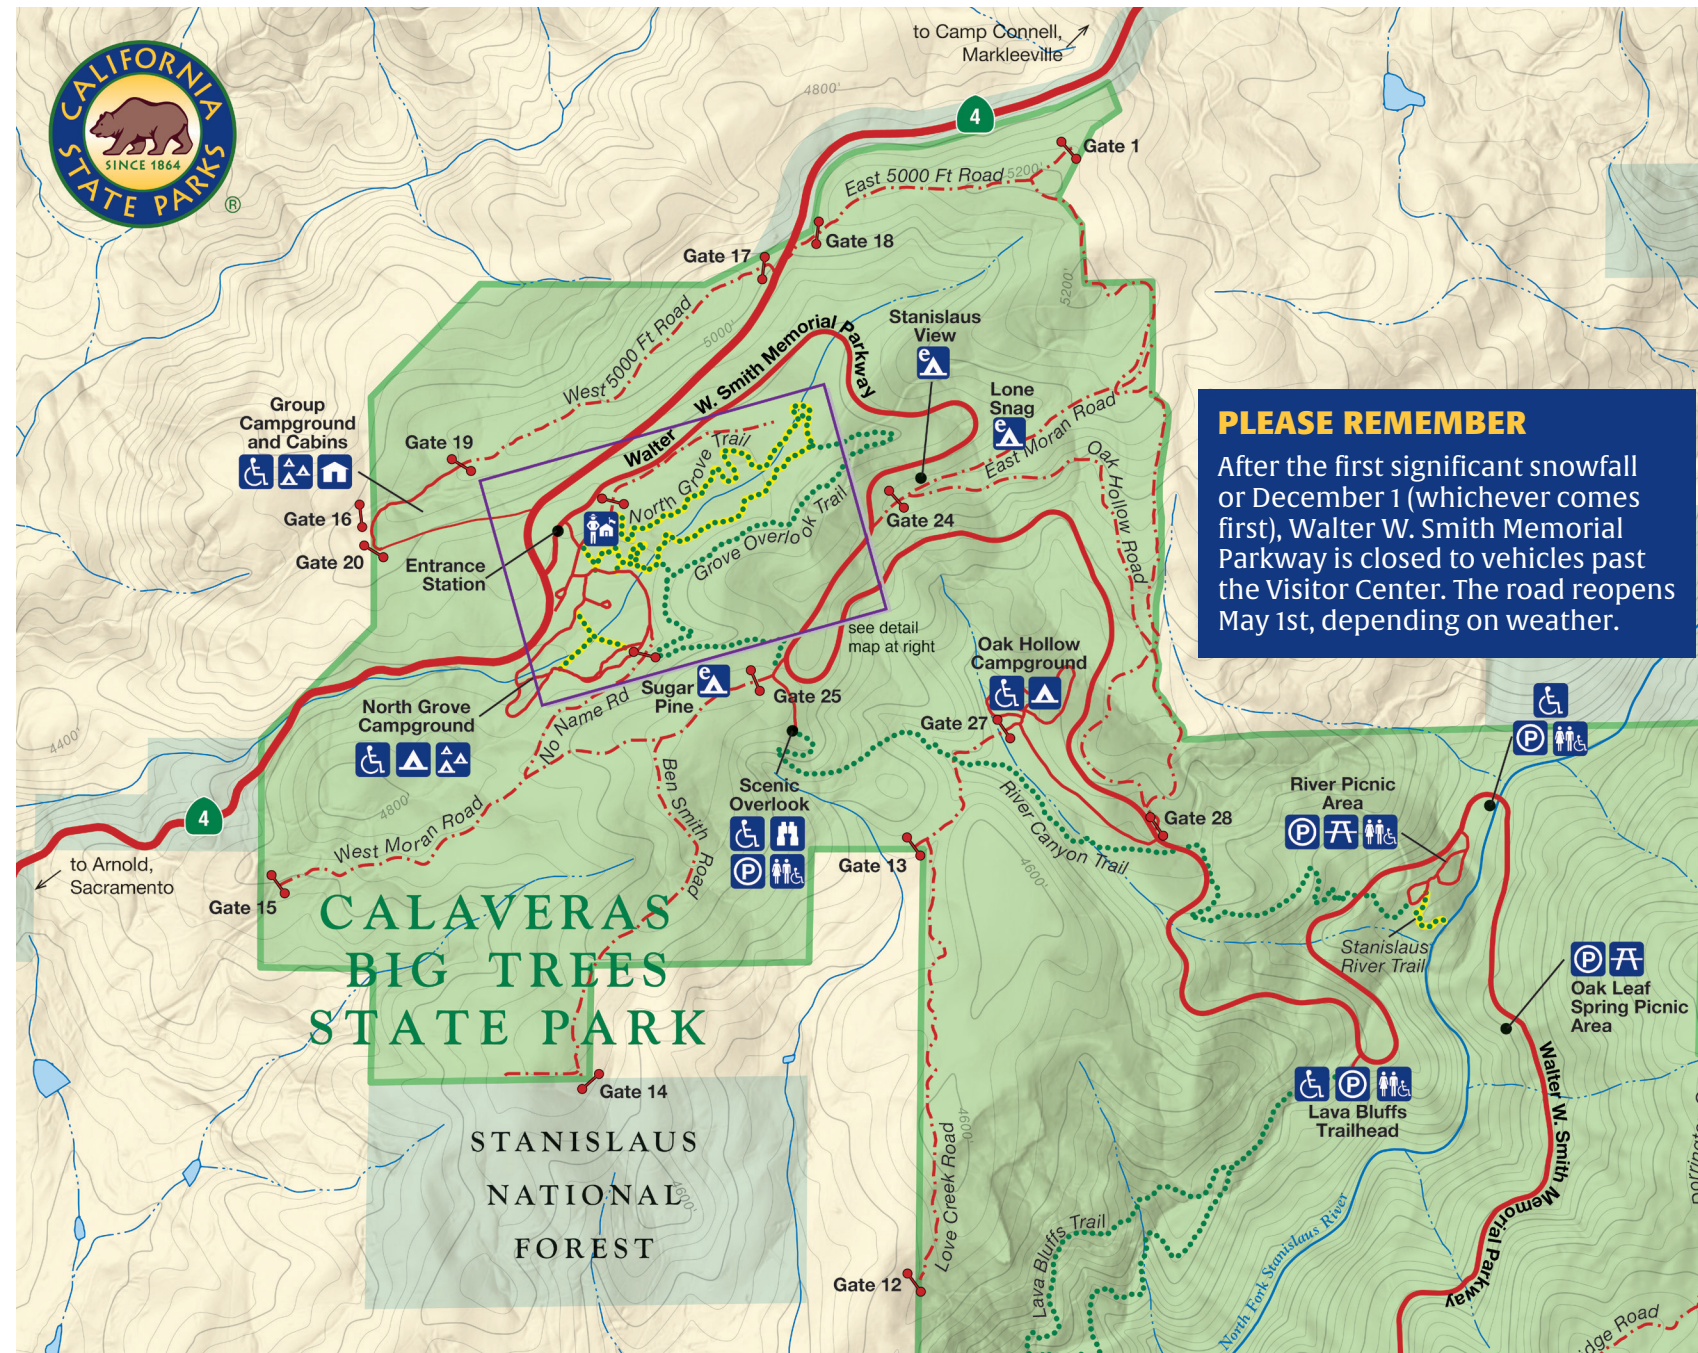 to Camp Connell,
Markleeville
CALIFORNIA
STATE PARKS
SINCE 1864
®
4800'
4
Gate 1
East 5000 Ft Road
5200'
Gate 18
Gate 17
5200'
West 5000 Ft Road
5000'
Walter W. Smith Memorial Parkway
Stanislaus
View
e
Lone
Snag
e
East Moran Road
Oak Hollow Road
Group
Campground
and Cabins
Gate 19
Gate 16
Gate 20
Entrance
Station
North Grove Trail
Grove Overlook Trail
Gate 24
PLEASE REMEMBER
After the first significant snowfall
or December 1 (whichever comes
first), Walter W. Smith Memorial
Parkway is closed to vehicles past
the Visitor Center. The road reopens
May 1st, depending on weather.
see detail
map at right
Oak Hollow
Campground
Sugar
Pine
e
Gate 25
Gate 27
North Grove
Campground
No Name Rd
4400'
4800'
4
to Arnold,
Sacramento
West Moran Road
Ben Smith Road
Gate 15
Scenic
Overlook
P
River Canyon Trail
Gate 28
Gate 13
4600'
P
River Picnic
Area
P
Stanislaus
River Trail
P
Oak Leaf
Spring Picnic
Area
CALAVERAS
BIG TREES
STATE PARK
Gate 14
STANISLAUS
NATIONAL
FOREST
4600'
4600'
Love Creek Road
Gate 12
P
Lava Bluffs
Trailhead
Lava Bluffs Trail
North Fork Stanislaus River
Walter W. Smith Memorial Parkway
dge Road